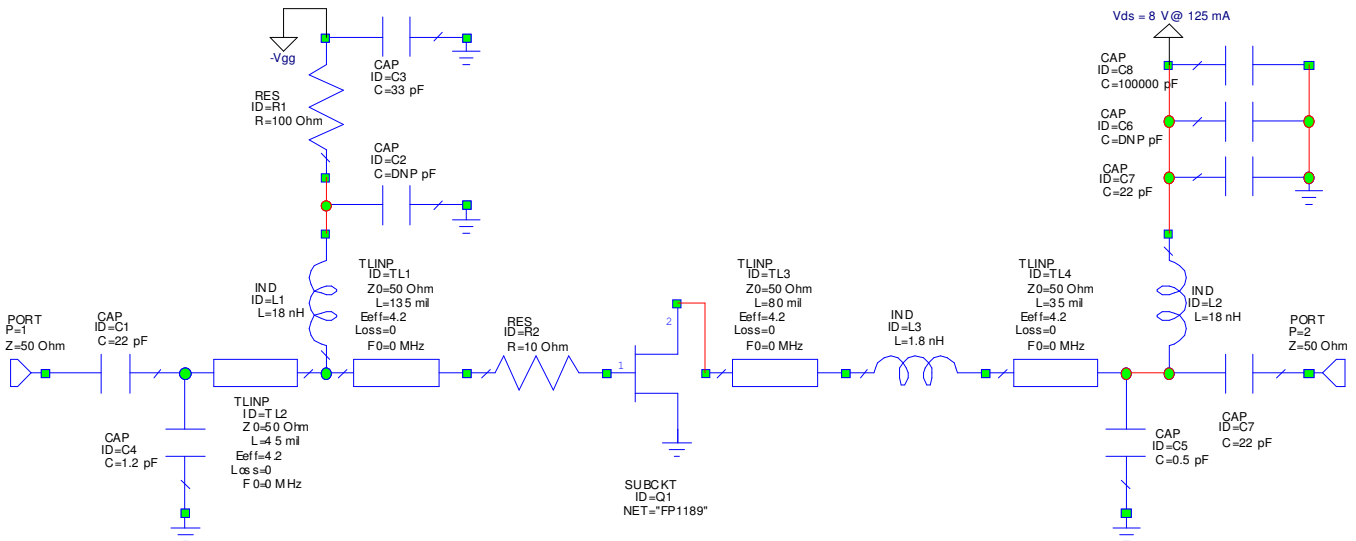 -Vgg
CAP
ID=C3
C=33 pF
RES
ID=R1
R=100 Ohm
CAP
ID=C2
C=DNP pF
Vds = 8 V @ 125 mA
CAP
ID=C8
C=100000 pF
CAP
ID=C6
C=DNP pF
CAP
ID=C7
C=22 pF
PORT
P=1
Z=50 Ohm
CAP
ID=C1
C=22 pF
IND
ID=L1
L=18 nH
TLINP
ID=TL1
Z0=50 Ohm
L=135 mil
Eeff=4.2
Loss=0
F0=0 MHz
RES
ID=R2
R=10 Ohm
1
2
TLINP
ID=TL3
Z0=50 Ohm
L=80 mil
Eeff=4.2
Loss=0
F0=0 MHz
IND
ID=L3
L=1.8 nH
TLINP
ID=TL4
Z0=50 Ohm
L=35 mil
Eeff=4.2
Loss=0
F0=0 MHz
IND
ID=L2
L=18 nH
PORT
P=2
Z=50 Ohm
CAP
ID=C4
C=1.2 pF
TLINP
ID=TL2
Z0=50 Ohm
L=45 mil
Eeff=4.2
Loss=0
F0=0 MHz
SUBCKT
ID=Q1
NET="FP1189"
CAP
ID=C5
C=0.5 pF
CAP
ID=C7
C=22 pF